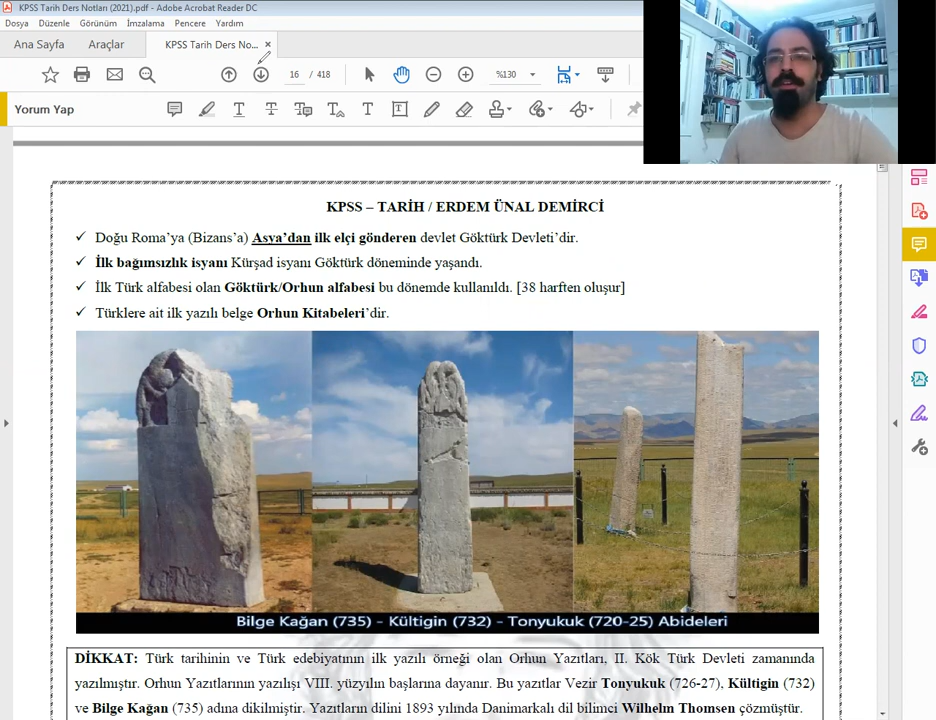 KPSS Tarih Ders Notları (2021).pdf - Adobe Acrobat Reader DC
Dosya Düzenle Görünüm İmzalama Pencere Yardım
Ana Sayfa Araçlar KPSS Tarih Ders No... ×
16 / 418 %130
Yorum Yap
KPSS – TARİH / ERDEM ÜNAL DEMİRCİ
✓ Doğu Roma'ya (Bizans'a) Asya'dan ilk elçi gönderen devlet Göktürk Devleti'dir.
✓ İlk bağımsızlık isyanı Kürşad isyanı Göktürk döneminde yaşandı.
✓ İlk Türk alfabesi olan Göktürk/Orhun alfabesi bu dönemde kullanıldı. [38 harften oluşur]
✓ Türklere ait ilk yazılı belge Orhun Kitabeleri'dir.
Bilge Kağan (735) - Kültigin (732) - Tonyukuk (720-25) Abideleri
DİKKAT: Türk tarihinin ve Türk edebiyatının ilk yazılı örneği olan Orhun Yazıtları, II. Kök Türk Devleti zamanında
yazılmıştır. Orhun Yazıtlarının yazılışı VIII. yüzyılın başlarına dayanır. Bu yazıtlar Vezir Tonyukuk (726-27), Kültigin (732)
ve Bilge Kağan (735) adına dikilmiştir. Yazıtların dilini 1893 yılında Danimarkalı dil bilimci Wilhelm Thomsen çözmüştür.